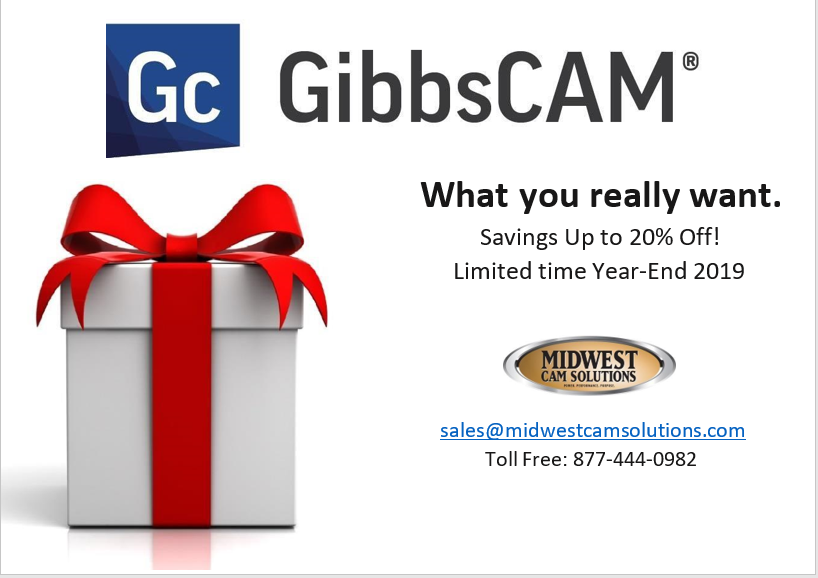 Gc GibbsCAM®
What you really want.
Savings Up to 20% Off!
Limited time Year-End 2019
MIDWEST
CAM SOLUTIONS
sales@midwestcamsolutions.com
Toll Free: 877-444-0982